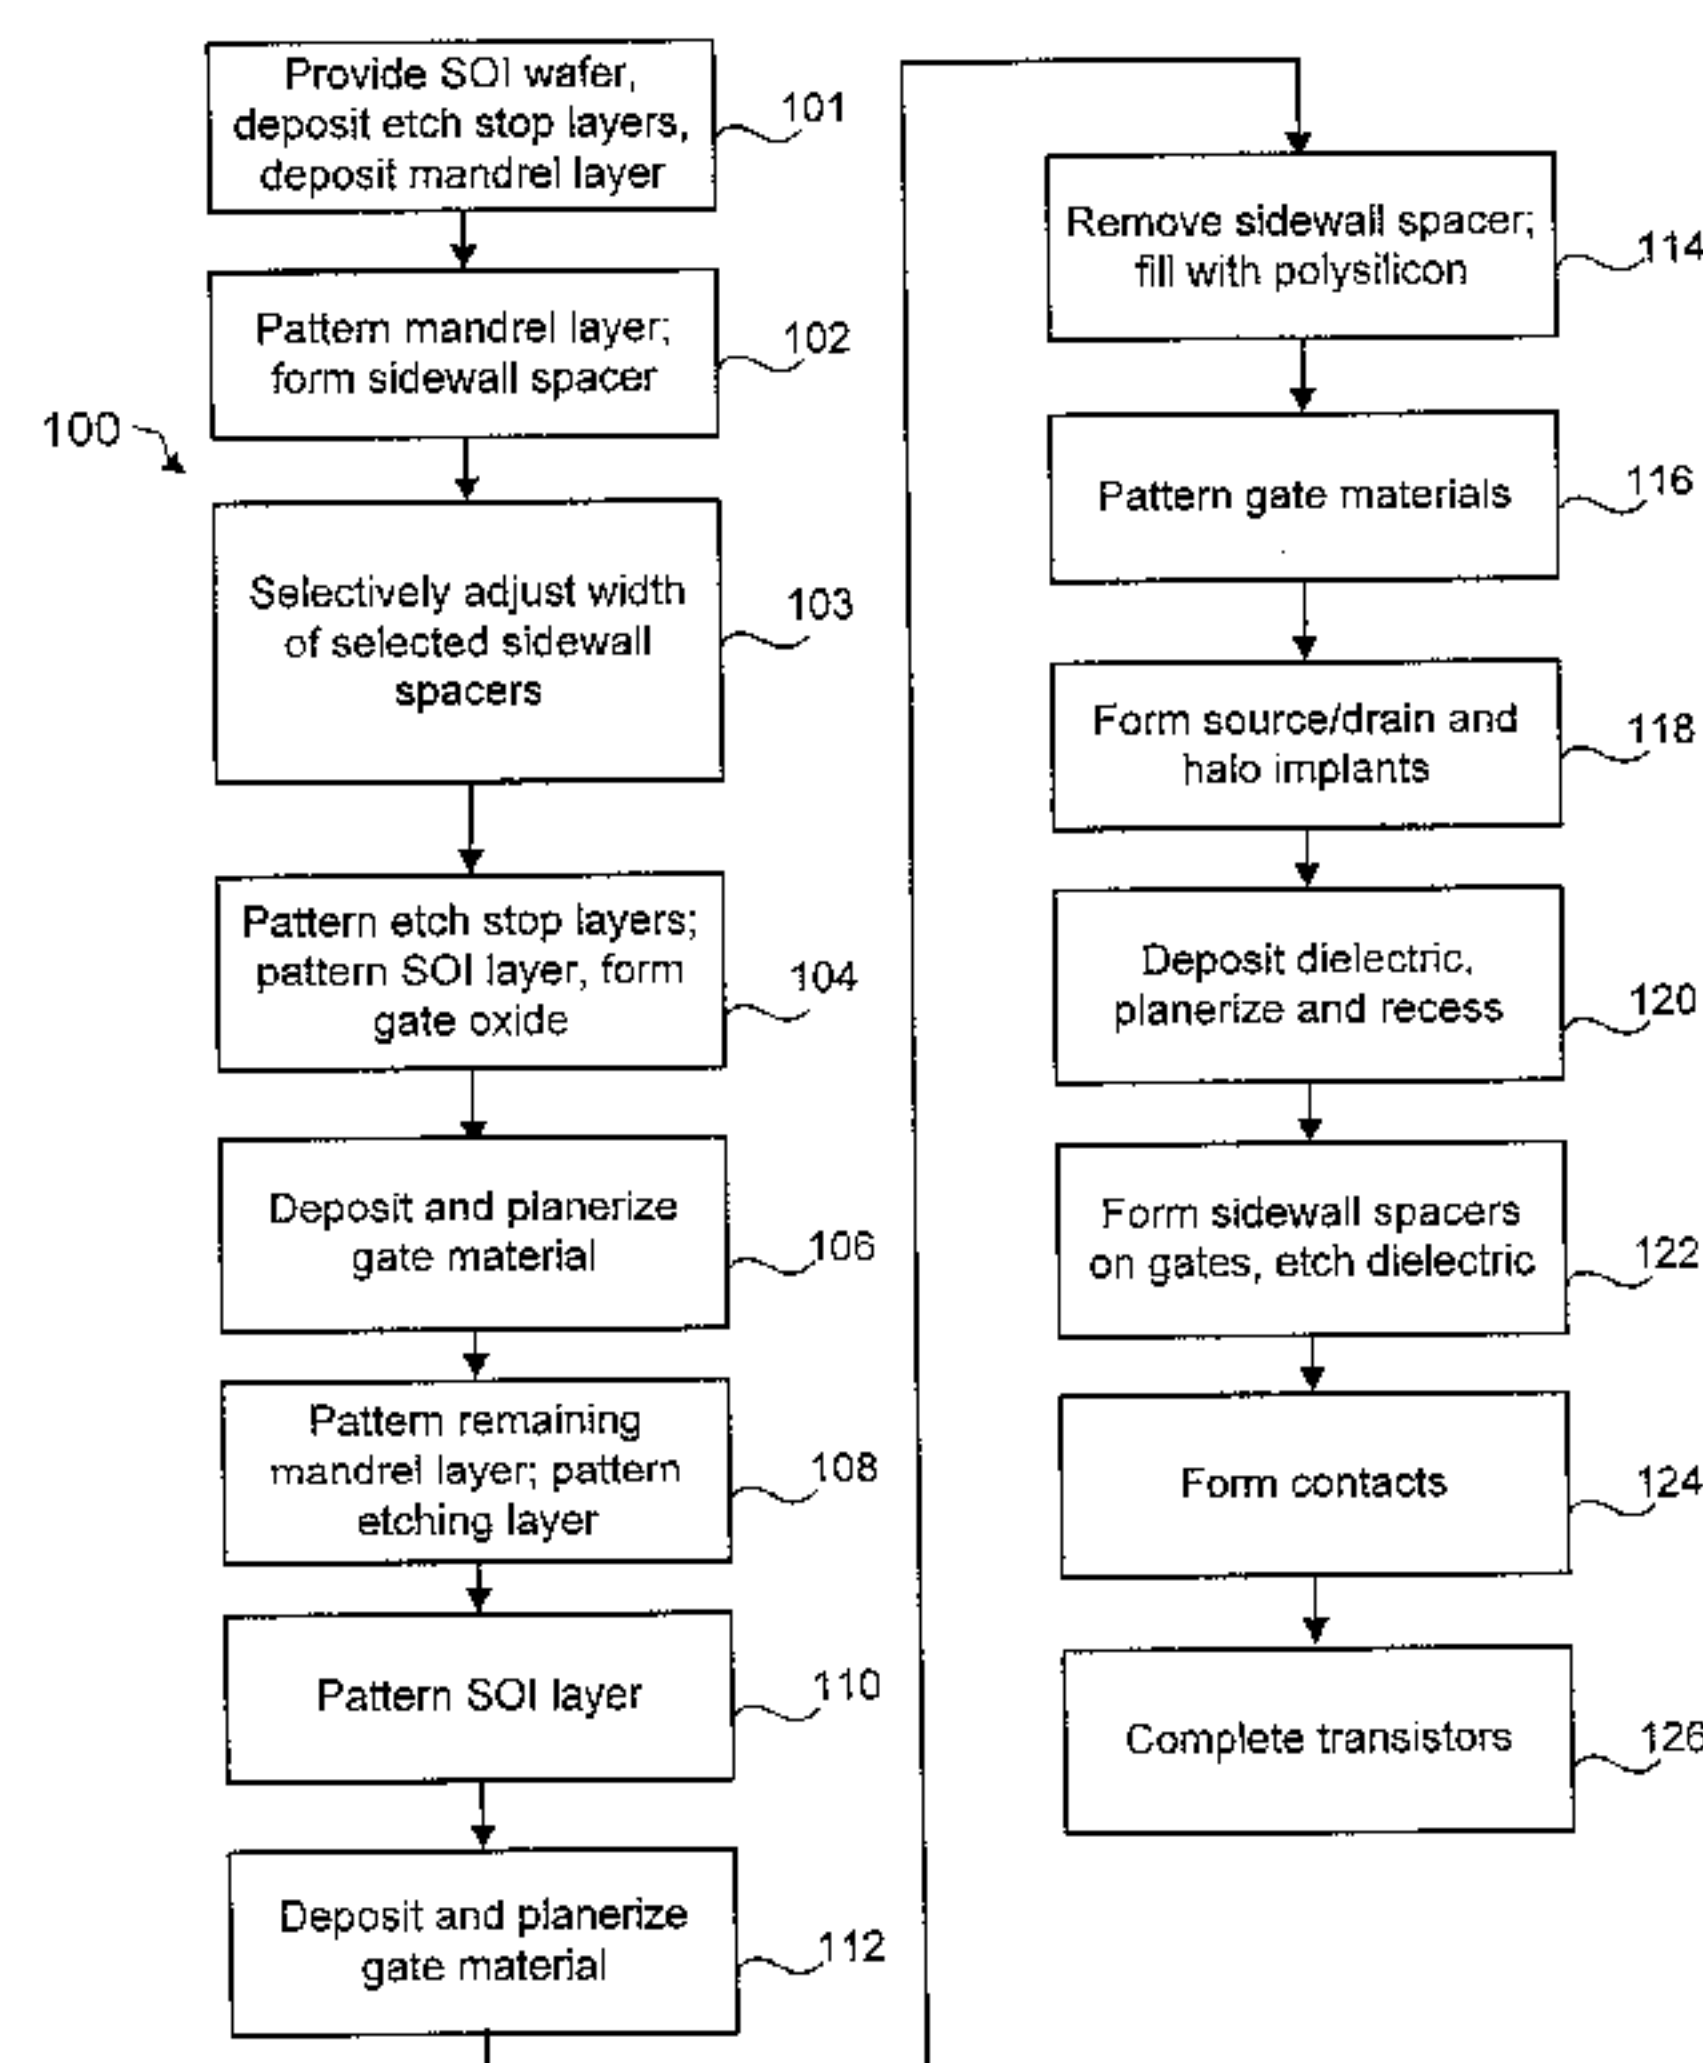 Provide SOI wafer,
deposit etch stop layers,
deposit mandrel layer
101
Pattern mandrel layer;
form sidewall spacer
102
100
Selectively adjust width
of selected sidewall
spacers
103
Pattern etch stop layers;
pattern SOI layer, form
gate oxide
104
Deposit and planerize
gate material
106
Pattern remaining
mandrel layer; pattern
etching layer
108
Pattern SOI layer
110
Deposit and planerize
gate material
112
Remove sidewall spacer;
fill with polysilicon
114
Pattern gate materials
116
Form source/drain and
halo implants
118
Deposit dielectric,
planerize and recess
120
Form sidewall spacers
on gates, etch dielectric
122
Form contacts
124
Complete transistors
126